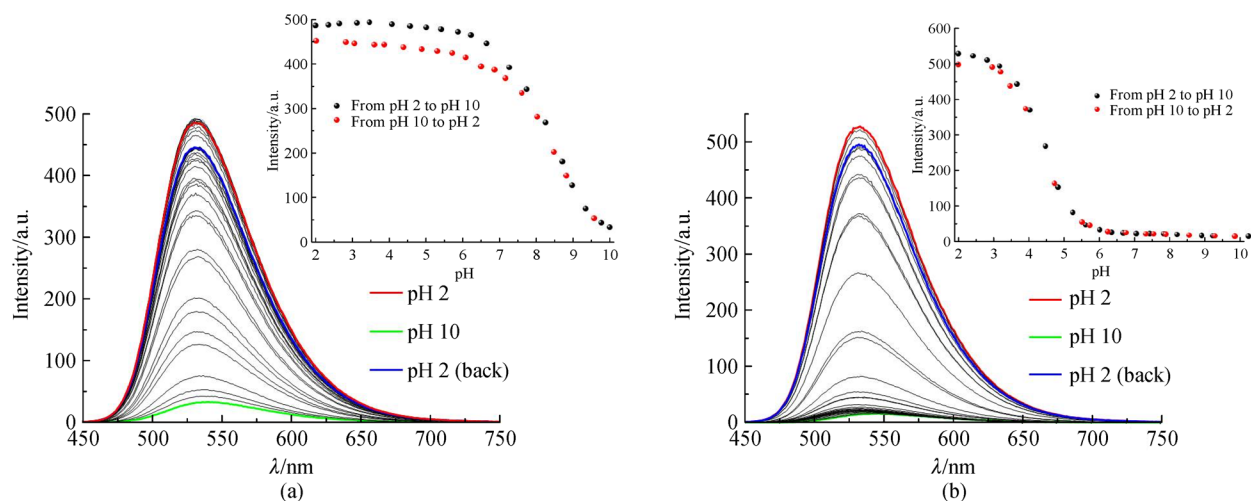 500
400
300
200
100
0
Intensity/a.u.
450 500 550 600 650 700 750
λ/nm
(a)
500
400
300
200
100
0
Intensity/a.u.
2 3 4 5 6 7 8 9 10
pH
From pH 2 to pH 10
From pH 10 to pH 2
pH 2
pH 10
pH 2 (back)
500
400
300
200
100
0
Intensity/a.u.
450 500 550 600 650 700 750
λ/nm
(b)
600
500
400
300
200
100
0
Intensity/a.u.
2 3 4 5 6 7 8 9 10
pH
From pH 2 to pH 10
From pH 10 to pH 2
pH 2
pH 10
pH 2 (back)